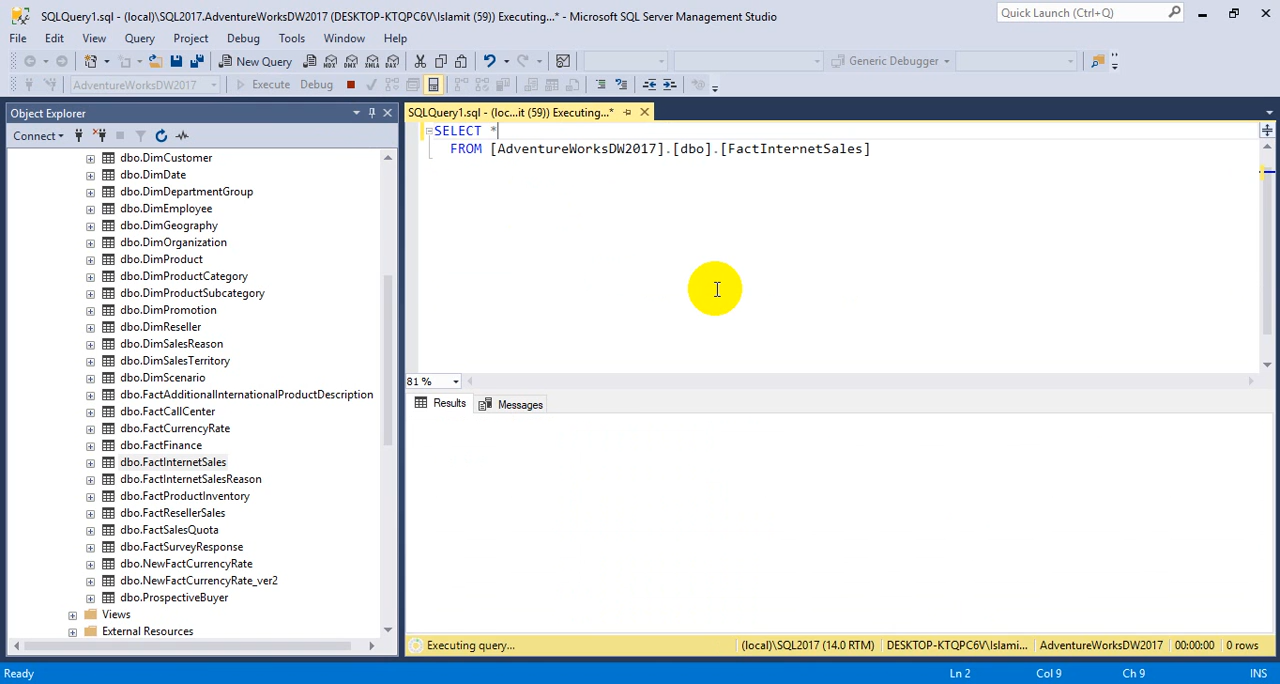 SQLQuery1.sql - (local)\SQL2017.AdventureWorksDW2017 (DESKTOP-KTQPC6V\Islamit (59)) Executing...* - Microsoft SQL Server Management Studio
Quick Launch (Ctrl+Q)
File Edit View Query Project Debug Tools Window Help
New Query MDX DMX XMLA DAX Generic Debugger
AdventureWorksDW2017 Execute Debug
Object Explorer
SQLQuery1.sql - (loc...it (59)) Executing...*
Connect
SELECT *
FROM [AdventureWorksDW2017].[dbo].[FactInternetSales]
dbo.DimCustomer
dbo.DimDate
dbo.DimDepartmentGroup
dbo.DimEmployee
dbo.DimGeography
dbo.DimOrganization
dbo.DimProduct
dbo.DimProductCategory
dbo.DimProductSubcategory
dbo.DimPromotion
dbo.DimReseller
dbo.DimSalesReason
dbo.DimSalesTerritory
dbo.DimScenario
dbo.FactAdditionalInternationalProductDescription
dbo.FactCallCenter
dbo.FactCurrencyRate
dbo.FactFinance
dbo.FactInternetSales
dbo.FactInternetSalesReason
dbo.FactProductInventory
dbo.FactResellerSales
dbo.FactSalesQuota
dbo.FactSurveyResponse
dbo.NewFactCurrencyRate
dbo.NewFactCurrencyRate_ver2
dbo.ProspectiveBuyer
Views
External Resources
81 %
Results Messages
Executing query... (local)\SQL2017 (14.0 RTM) DESKTOP-KTQPC6V\Islami... AdventureWorksDW2017 00:00:00 0 rows
Ready Ln 2 Col 9 Ch 9 INS